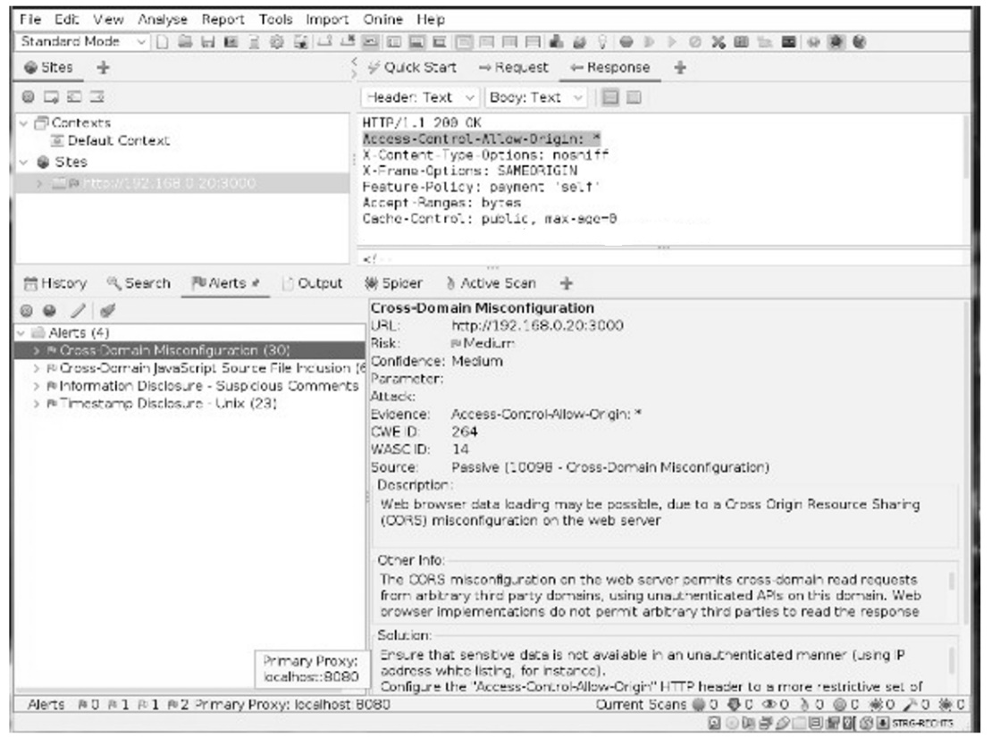 File Edit View Analyse Report Tools Import Online Help
Standard Mode
Sites
Quick Start Request Response
Header: Text Body: Text
Contexts
Default Context
Sites
http://192.168.0.20:3000
HTTP/1.1 200 OK
Access-Control-Allow-Origin: *
X-Content-Type-Options: nosniff
X-Frame-Options: SAMEORIGIN
Feature-Policy: payment 'self'
Accept-Ranges: bytes
Cache-Control: public, max-age=0
<!--
History Search Alerts Output Spider Active Scan
Alerts (4)
Cross-Domain Misconfiguration (30)
Cross-Domain JavaScript Source File Inclusion (6
Information Disclosure - Suspicious Comments
Timestamp Disclosure - Unix (23)
Cross-Domain Misconfiguration
URL: http://192.168.0.20:3000
Risk: Medium
Confidence: Medium
Parameter:
Attack:
Evidence: Access-Control-Allow-Origin: *
CWE ID: 264
WASC ID: 14
Source: Passive (10098 - Cross-Domain Misconfiguration)
Description:
Web browser data loading may be possible, due to a Cross Origin Resource Sharing
(CORS) misconfiguration on the web server
Other Info:
The CORS misconfiguration on the web server permits cross-domain read requests
from arbitrary third party domains, using unauthenticated APIs on this domain. Web
browser implementations do not permit arbitrary third parties to read the response
Solution:
Ensure that sensitive data is not available in an unauthenticated manner (using IP
address white-listing, for instance).
Configure the "Access-Control-Allow-Origin" HTTP header to a more restrictive set of
Primary Proxy:
localhost:8080
Alerts 0 1 1 2 Primary Proxy: localhost:8080 Current Scans 0 0 0 0 0 0 0 0
STRG-RECHTS